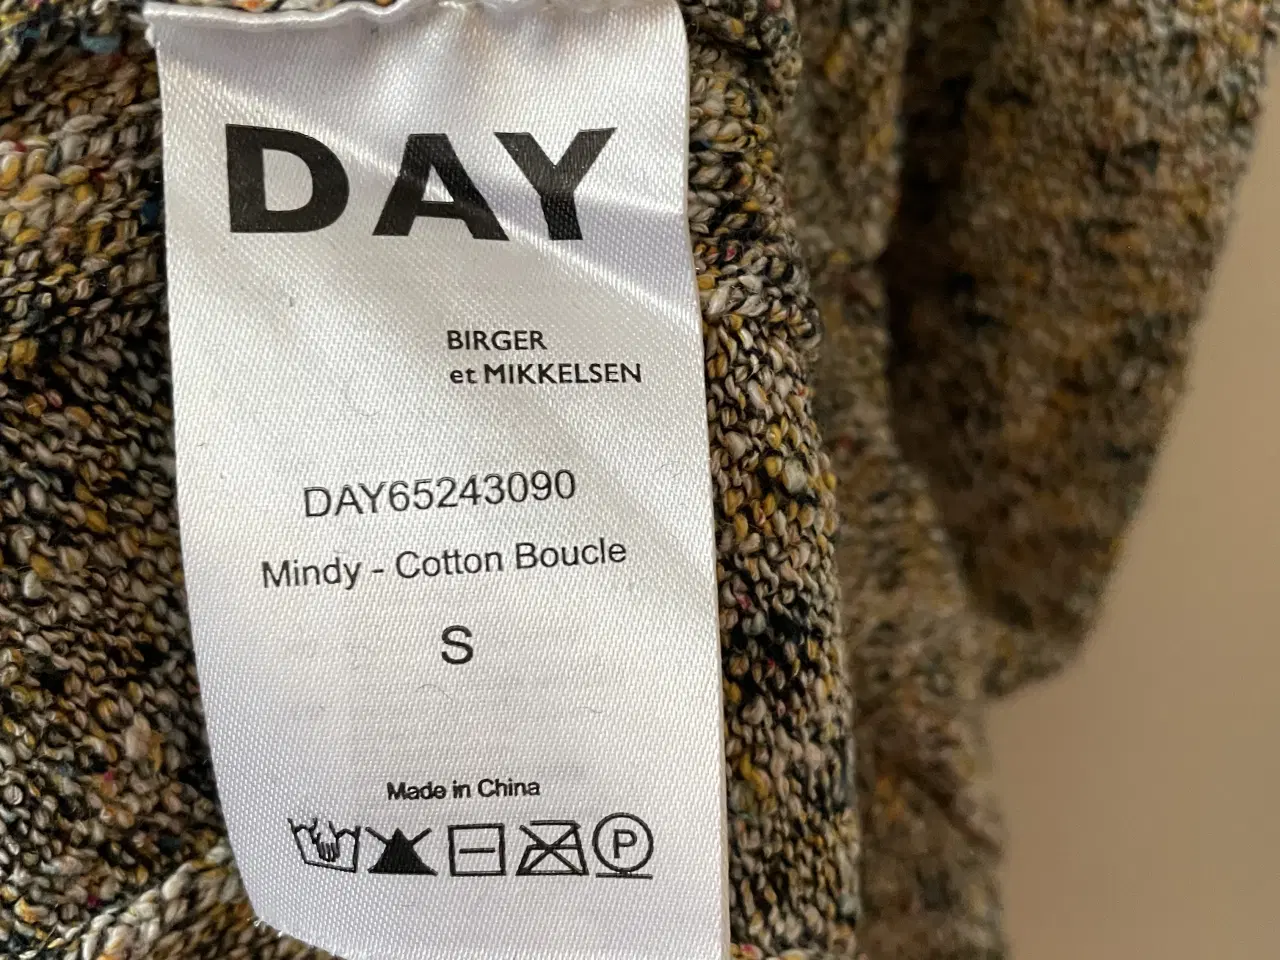 DAY
BIRGER
et MIKKELSEN
DAY65243090
Mindy - Cotton Boucle
S
Made in China
P